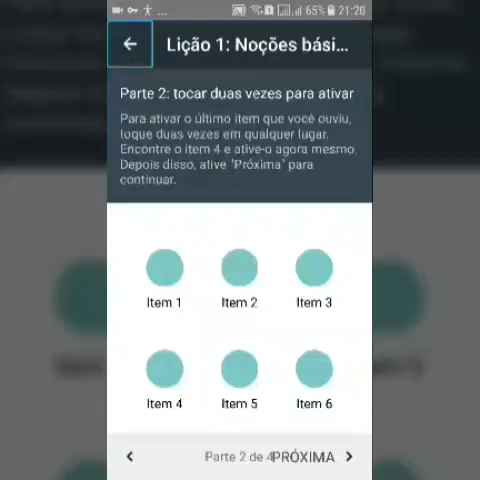 ... 65% 21:20
Lição 1: Noções bási...
Parte 2: tocar duas vezes para ativar
Para ativar o último item que você ouviu,
toque duas vezes em qualquer lugar.
Encontre o item 4 e ative-o agora mesmo.
Depois disso, ative "Próxima" para
continuar.
Item 1 Item 2 Item 3
Item 4 Item 5 Item 6
Parte 2 de 4 PRÓXIMA